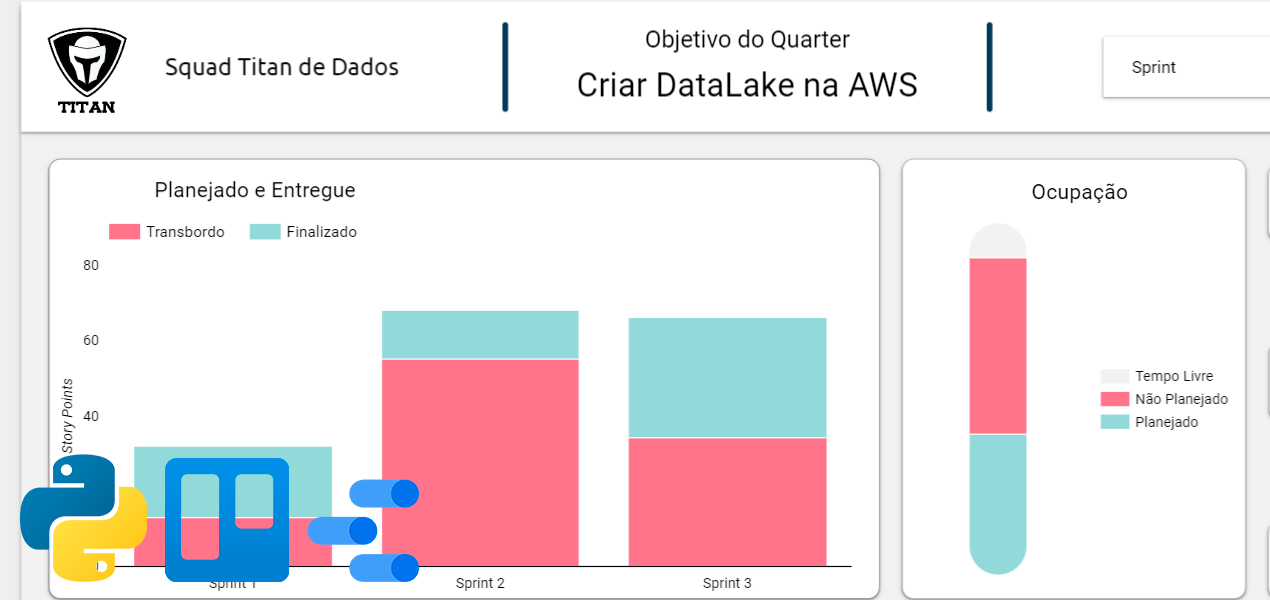 TITAN
Squad Titan de Dados
Objetivo do Quarter
Criar DataLake na AWS
Sprint
Planejado e Entregue
Transbordo
Finalizado
80
60
40
Story Points
Sprint 1
Sprint 2
Sprint 3
Ocupação
Tempo Livre
Não Planejado
Planejado